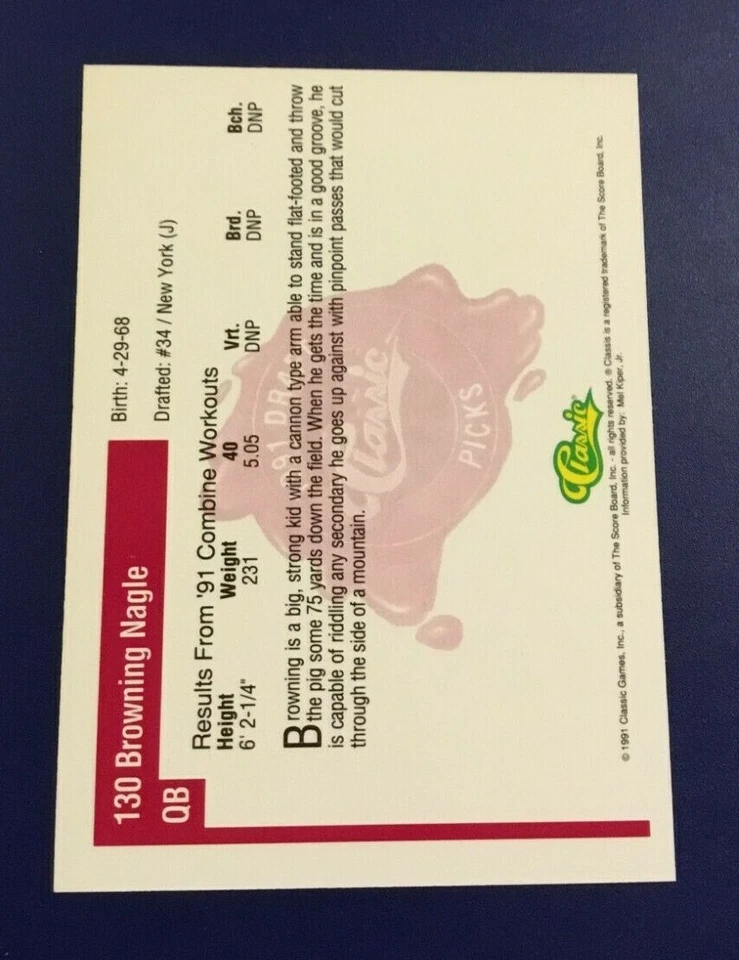 130 Browning Nagle
QB
Birth: 4-29-68
Drafted: #34 / New York (J)
Results From '91 Combine Workouts
Height Weight 40 Vrt. Brd. Bch.
6' 2-1/4" 231 5.05 DNP DNP DNP
Browning is a big, strong kid with a cannon type arm able to stand flat-footed and throw
the pig some 75 yards down the field. When he gets the time and is in a good groove, he
is capable of riddling any secondary he goes up against with pinpoint passes that would cut
through the side of a mountain.
'91 DRA
Classic
PICKS
Classic®
© 1991 Classic Games, Inc., a subsidiary of The Score Board, Inc. - all rights reserved. ® Classis is a registered trademark of The Score Board, Inc.
Information provided by: Mel Kiper, Jr.